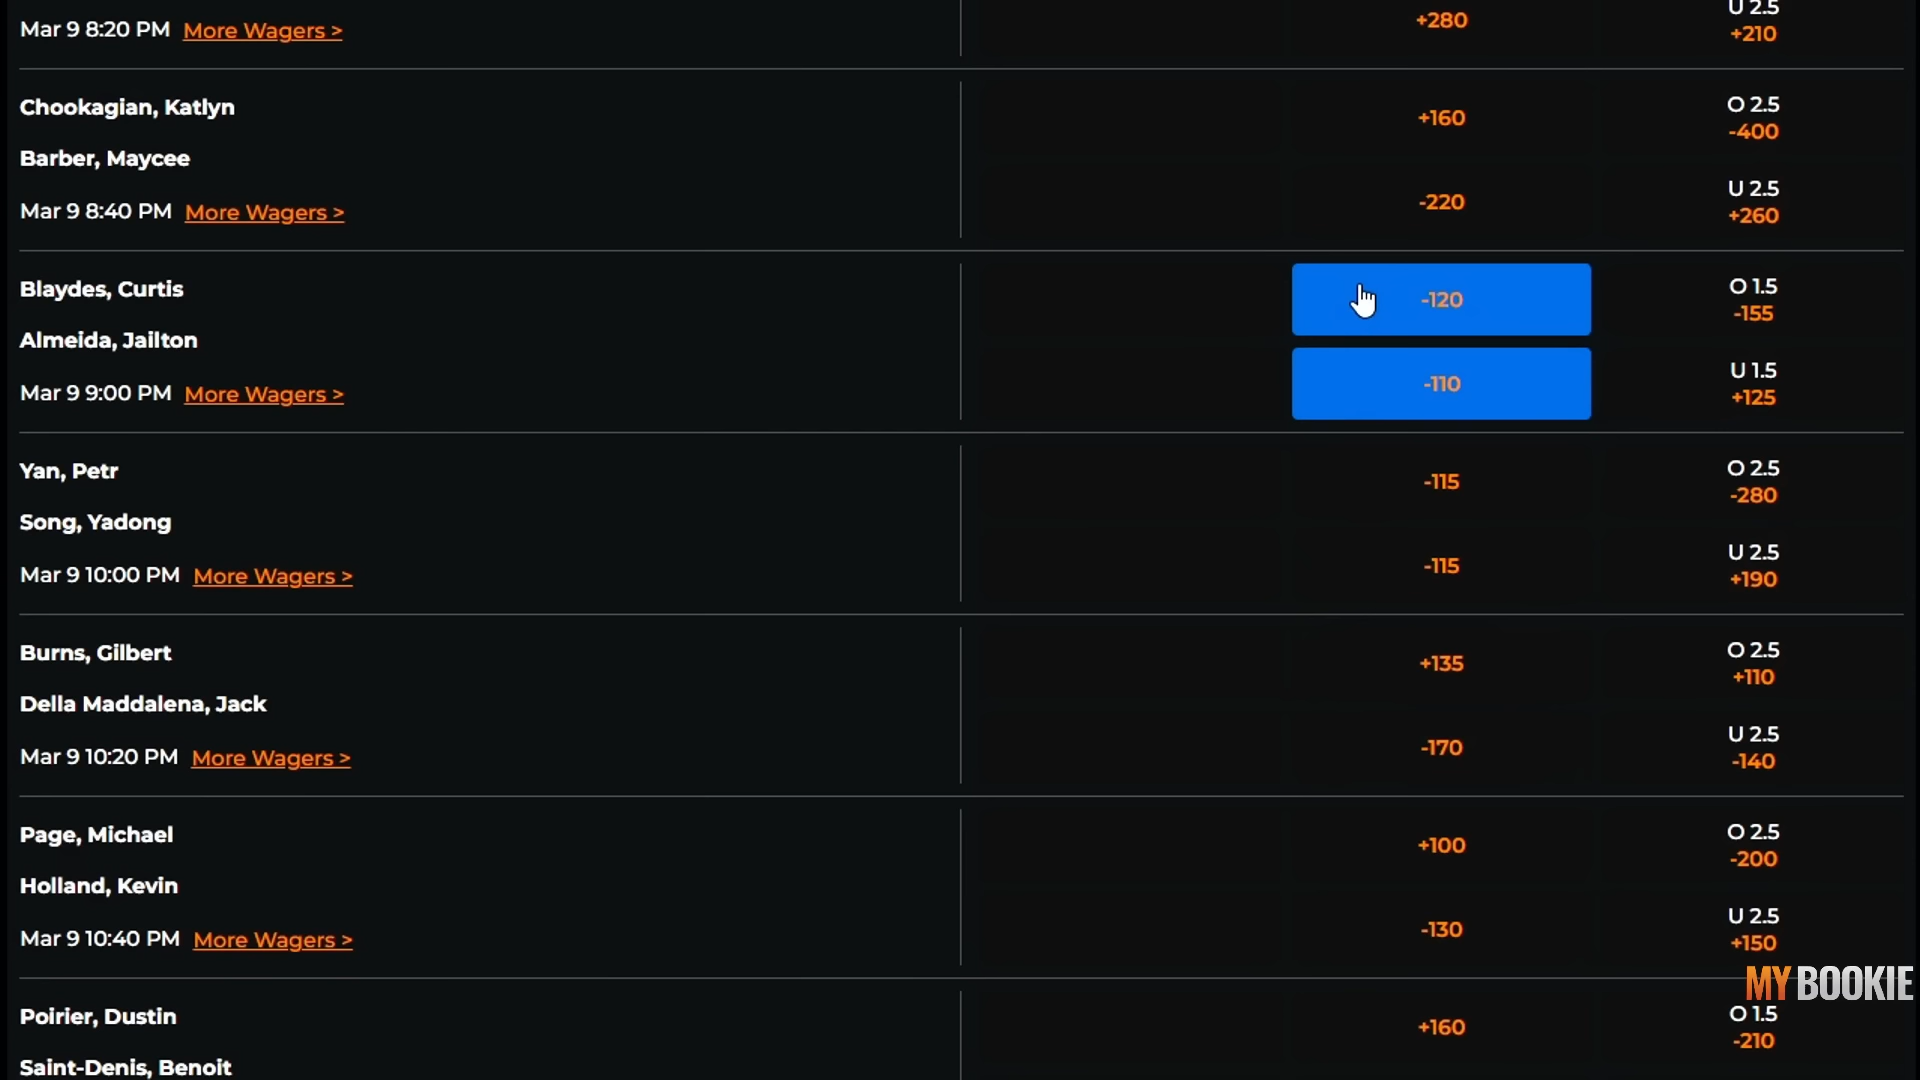 +280
U 2.5
+210
Mar 9 8:20 PM More Wagers >
Chookagian, Katlyn
+160
O 2.5
-400
Barber, Maycee
-220
U 2.5
+260
Mar 9 8:40 PM More Wagers >
Blaydes, Curtis
-120
O 1.5
-155
Almeida, Jailton
-110
U 1.5
+125
Mar 9 9:00 PM More Wagers >
Yan, Petr
-115
O 2.5
-280
Song, Yadong
-115
U 2.5
+190
Mar 9 10:00 PM More Wagers >
Burns, Gilbert
+135
O 2.5
+110
Della Maddalena, Jack
-170
U 2.5
-140
Mar 9 10:20 PM More Wagers >
Page, Michael
+100
O 2.5
-200
Holland, Kevin
-130
U 2.5
+150
Mar 9 10:40 PM More Wagers >
MY BOOKIE
Poirier, Dustin
+160
O 1.5
-210
Saint-Denis, Benoit